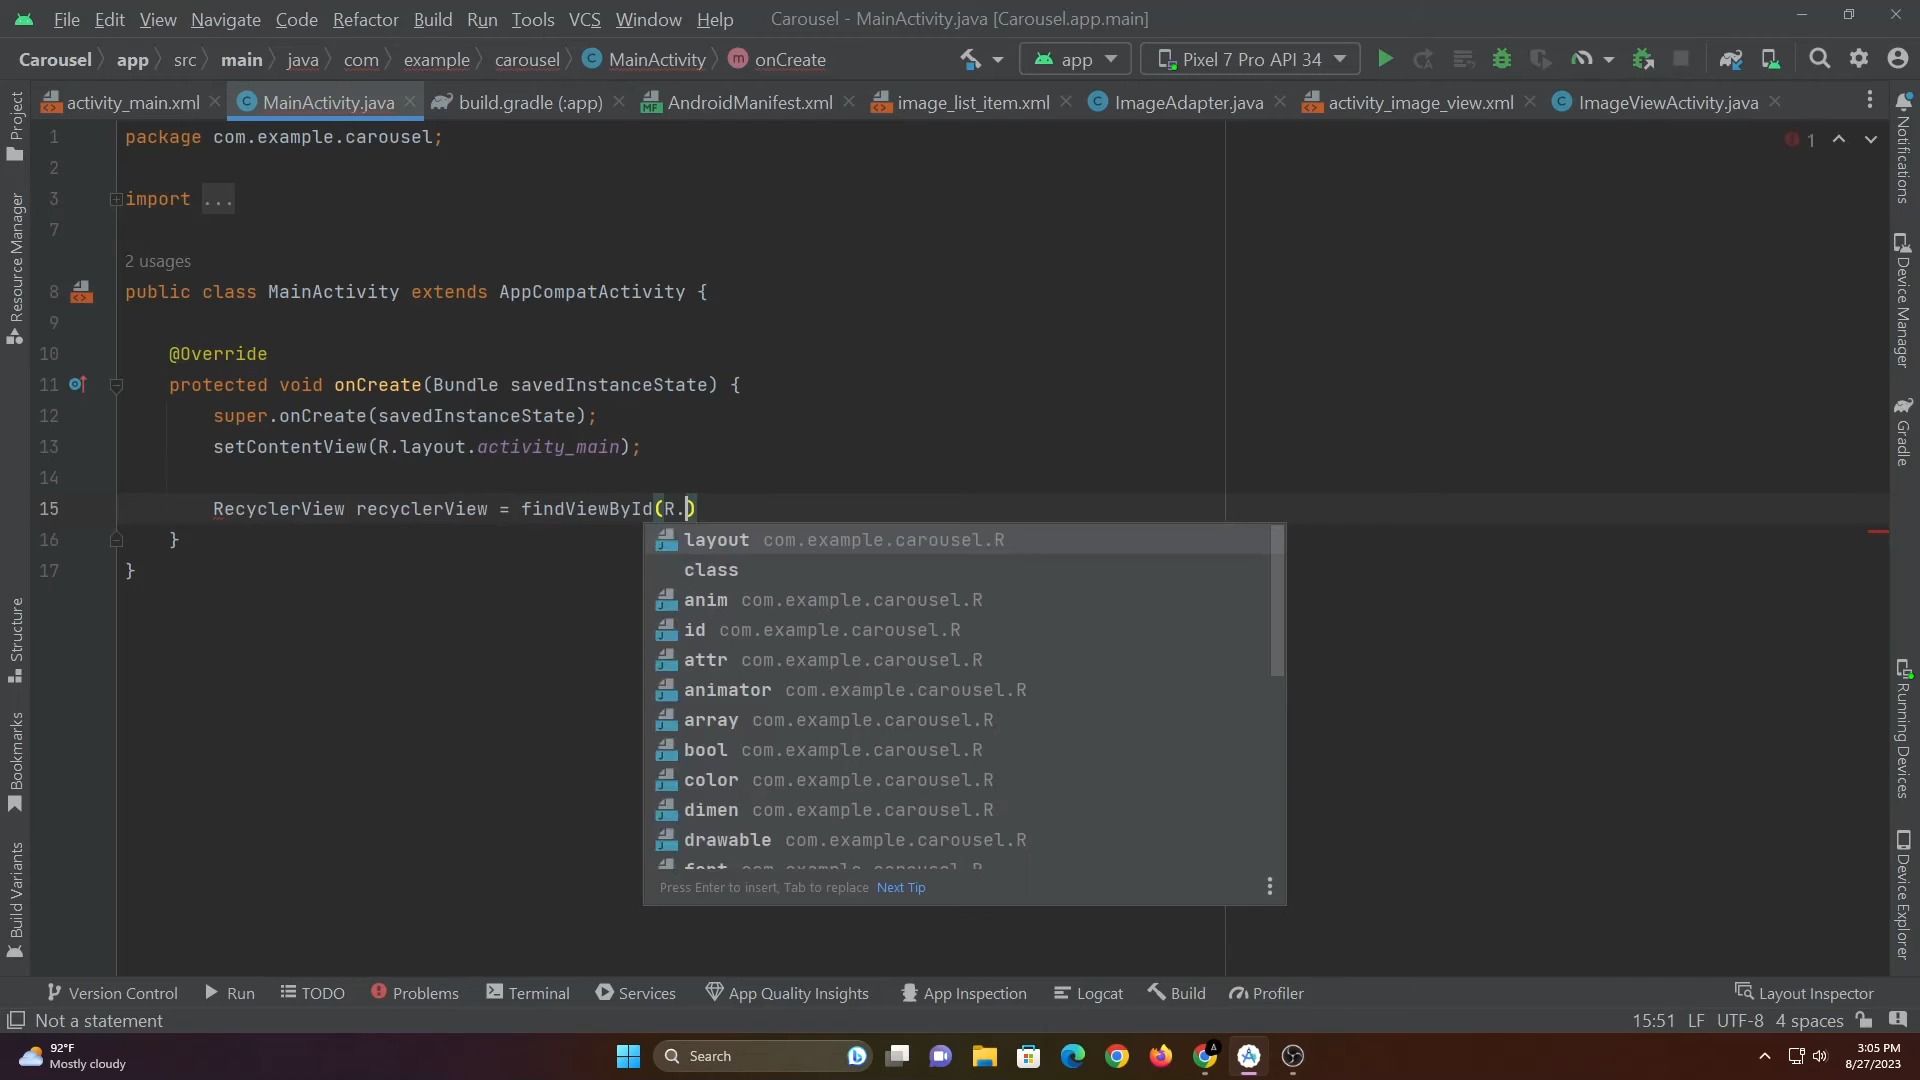 File Edit View Navigate Code Refactor Build Run Tools VCS Window Help Carousel - MainActivity.java [Carousel.app.main]
Carousel app src main java com example carousel MainActivity onCreate app Pixel 7 Pro API 34
activity_main.xml MainActivity.java build.gradle (:app) AndroidManifest.xml image_list_item.xml ImageAdapter.java activity_image_view.xml ImageViewActivity.java
1 package com.example.carousel; 1
2
3 import ...
7
2 usages
8 public class MainActivity extends AppCompatActivity {
9
10 @Override
11 protected void onCreate(Bundle savedInstanceState) {
12 super.onCreate(savedInstanceState);
13 setContentView(R.layout.activity_main);
14
15 RecyclerView recyclerView = findViewById(R.)
16 }
17 }
layout com.example.carousel.R
class
anim com.example.carousel.R
id com.example.carousel.R
attr com.example.carousel.R
animator com.example.carousel.R
array com.example.carousel.R
bool com.example.carousel.R
color com.example.carousel.R
dimen com.example.carousel.R
drawable com.example.carousel.R
font com.example.carousel.R
Press Enter to insert, Tab to replace Next Tip
Project
Resource Manager
Structure
Bookmarks
Build Variants
Notifications
Device Manager
Gradle
Running Devices
Device Explorer
Version Control Run TODO Problems Terminal Services App Quality Insights App Inspection Logcat Build Profiler Layout Inspector
Not a statement 15:51 LF UTF-8 4 spaces
92°F
Mostly cloudy
Search
3:05 PM
8/27/2023